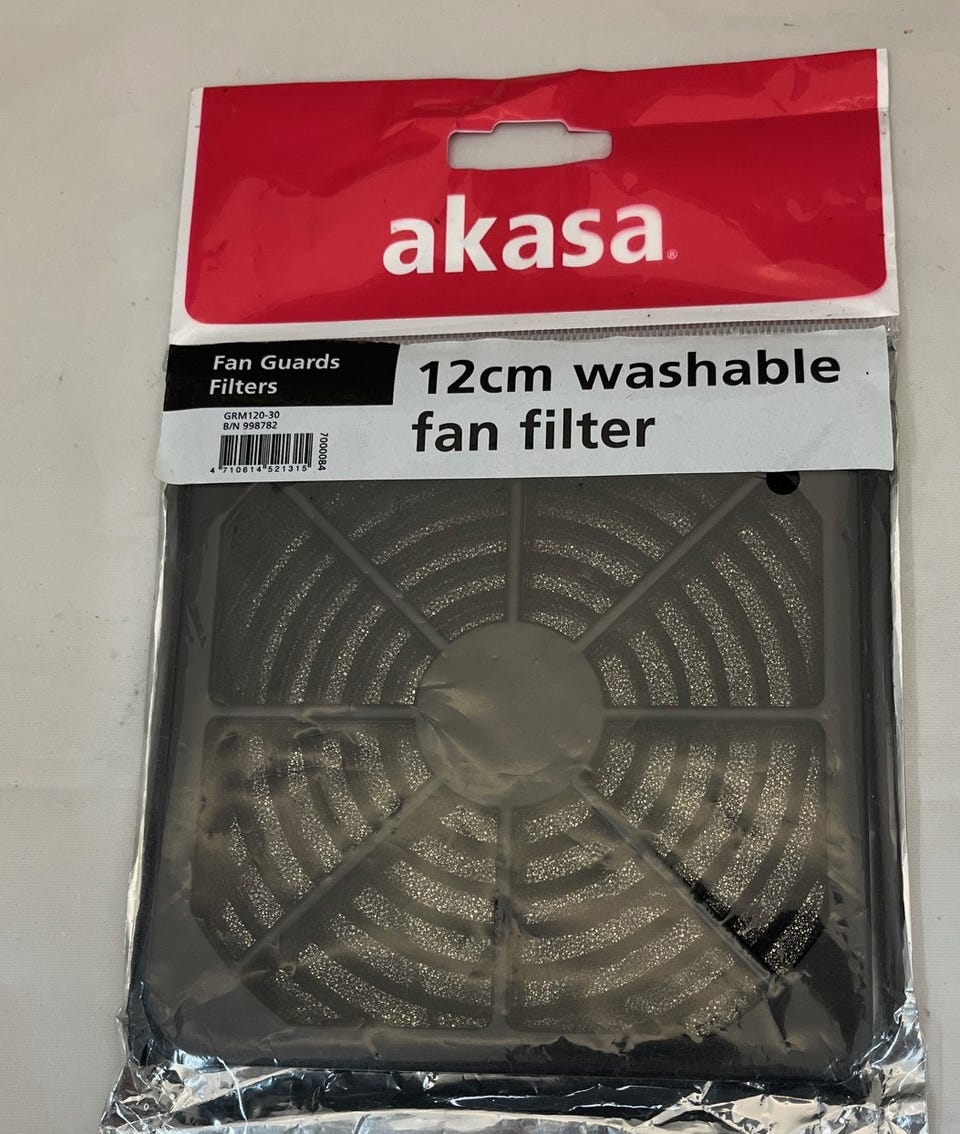 akasa®
Fan Guards
Filters
12cm washable
fan filter
GRM120-30
B/N 998782
4 710614 521315
7000084